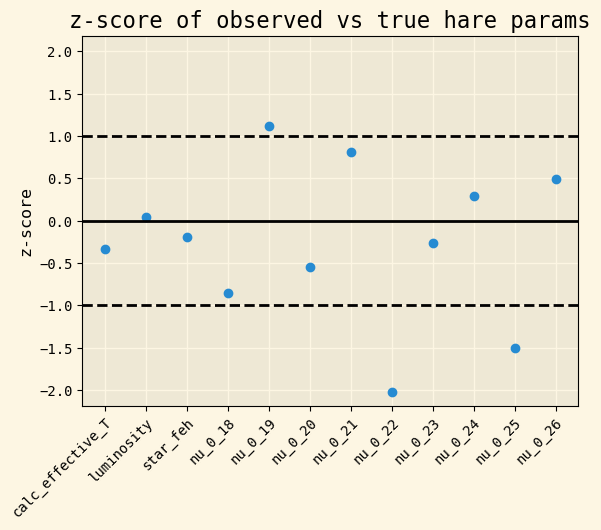 z-score of observed vs true hare params
z-score
2.0
1.5
1.0
0.5
0.0
−0.5
−1.0
−1.5
−2.0
calc_effective_T
luminosity
star_feh
nu_0_18
nu_0_19
nu_0_20
nu_0_21
nu_0_22
nu_0_23
nu_0_24
nu_0_25
nu_0_26